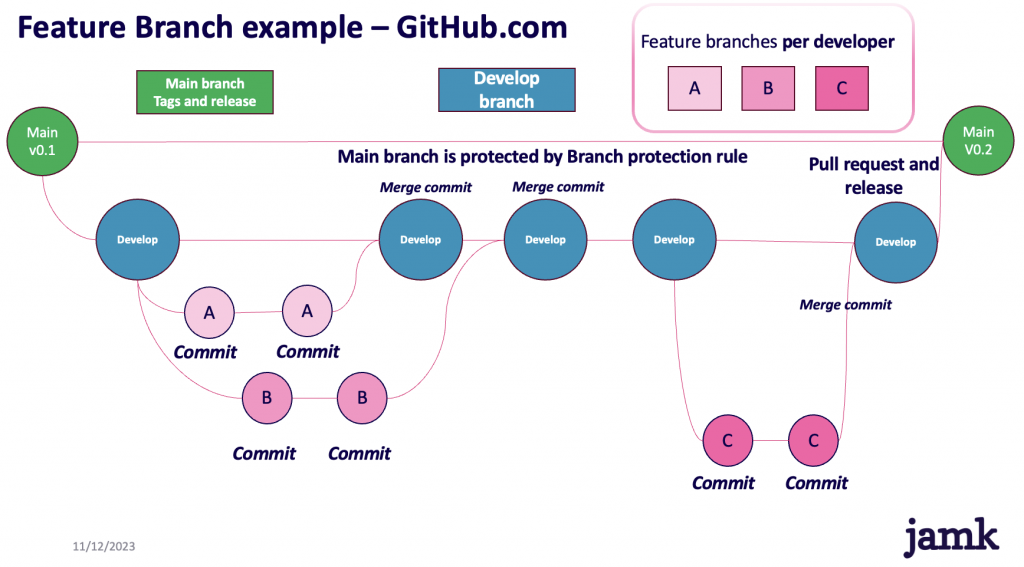 Feature Branch example – GitHub.com
Feature branches per developer
A
B
C
Main branch
Tags and release
Develop
branch
Main
v0.1
Main
V0.2
Main branch is protected by Branch protection rule
Pull request and
release
Merge commit
Merge commit
Develop
Develop
Develop
Develop
Develop
Merge commit
A
A
Commit
Commit
B
B
Commit
Commit
C
C
Commit
Commit
11/12/2023
jamk